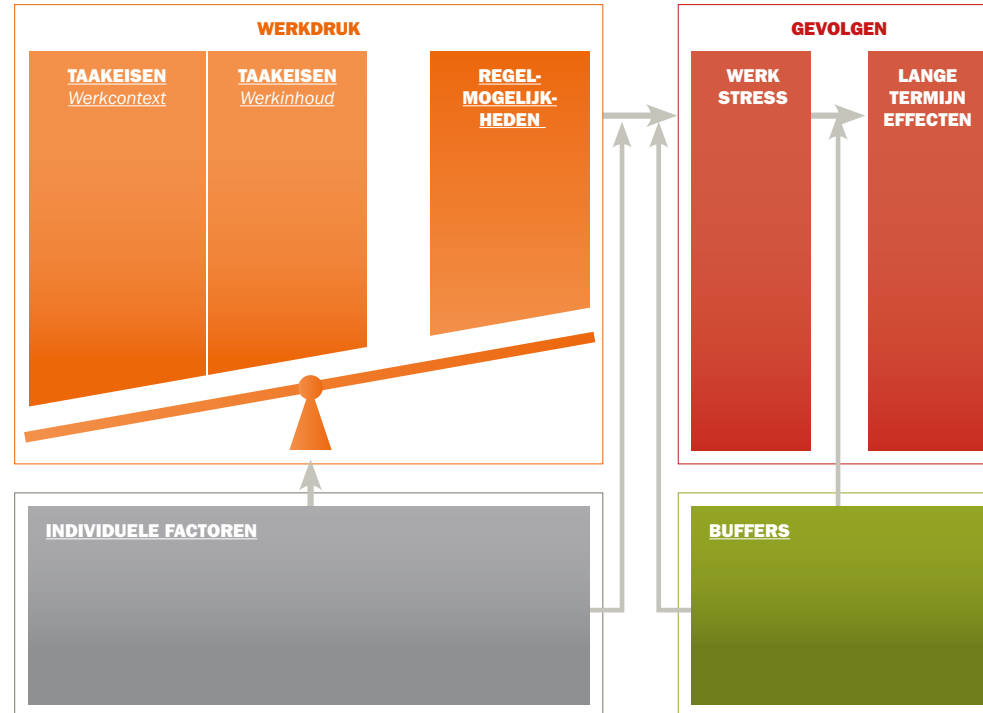 WERKDRUK
TAAKEISEN
Werkcontext
TAAKEISEN
Werkinhoud
REGEL-
MOGELIJK-
HEDEN
GEVOLGEN
WERK
STRESS
LANGE
TERMIJN
EFFECTEN
INDIVIDUELE FACTOREN
BUFFERS